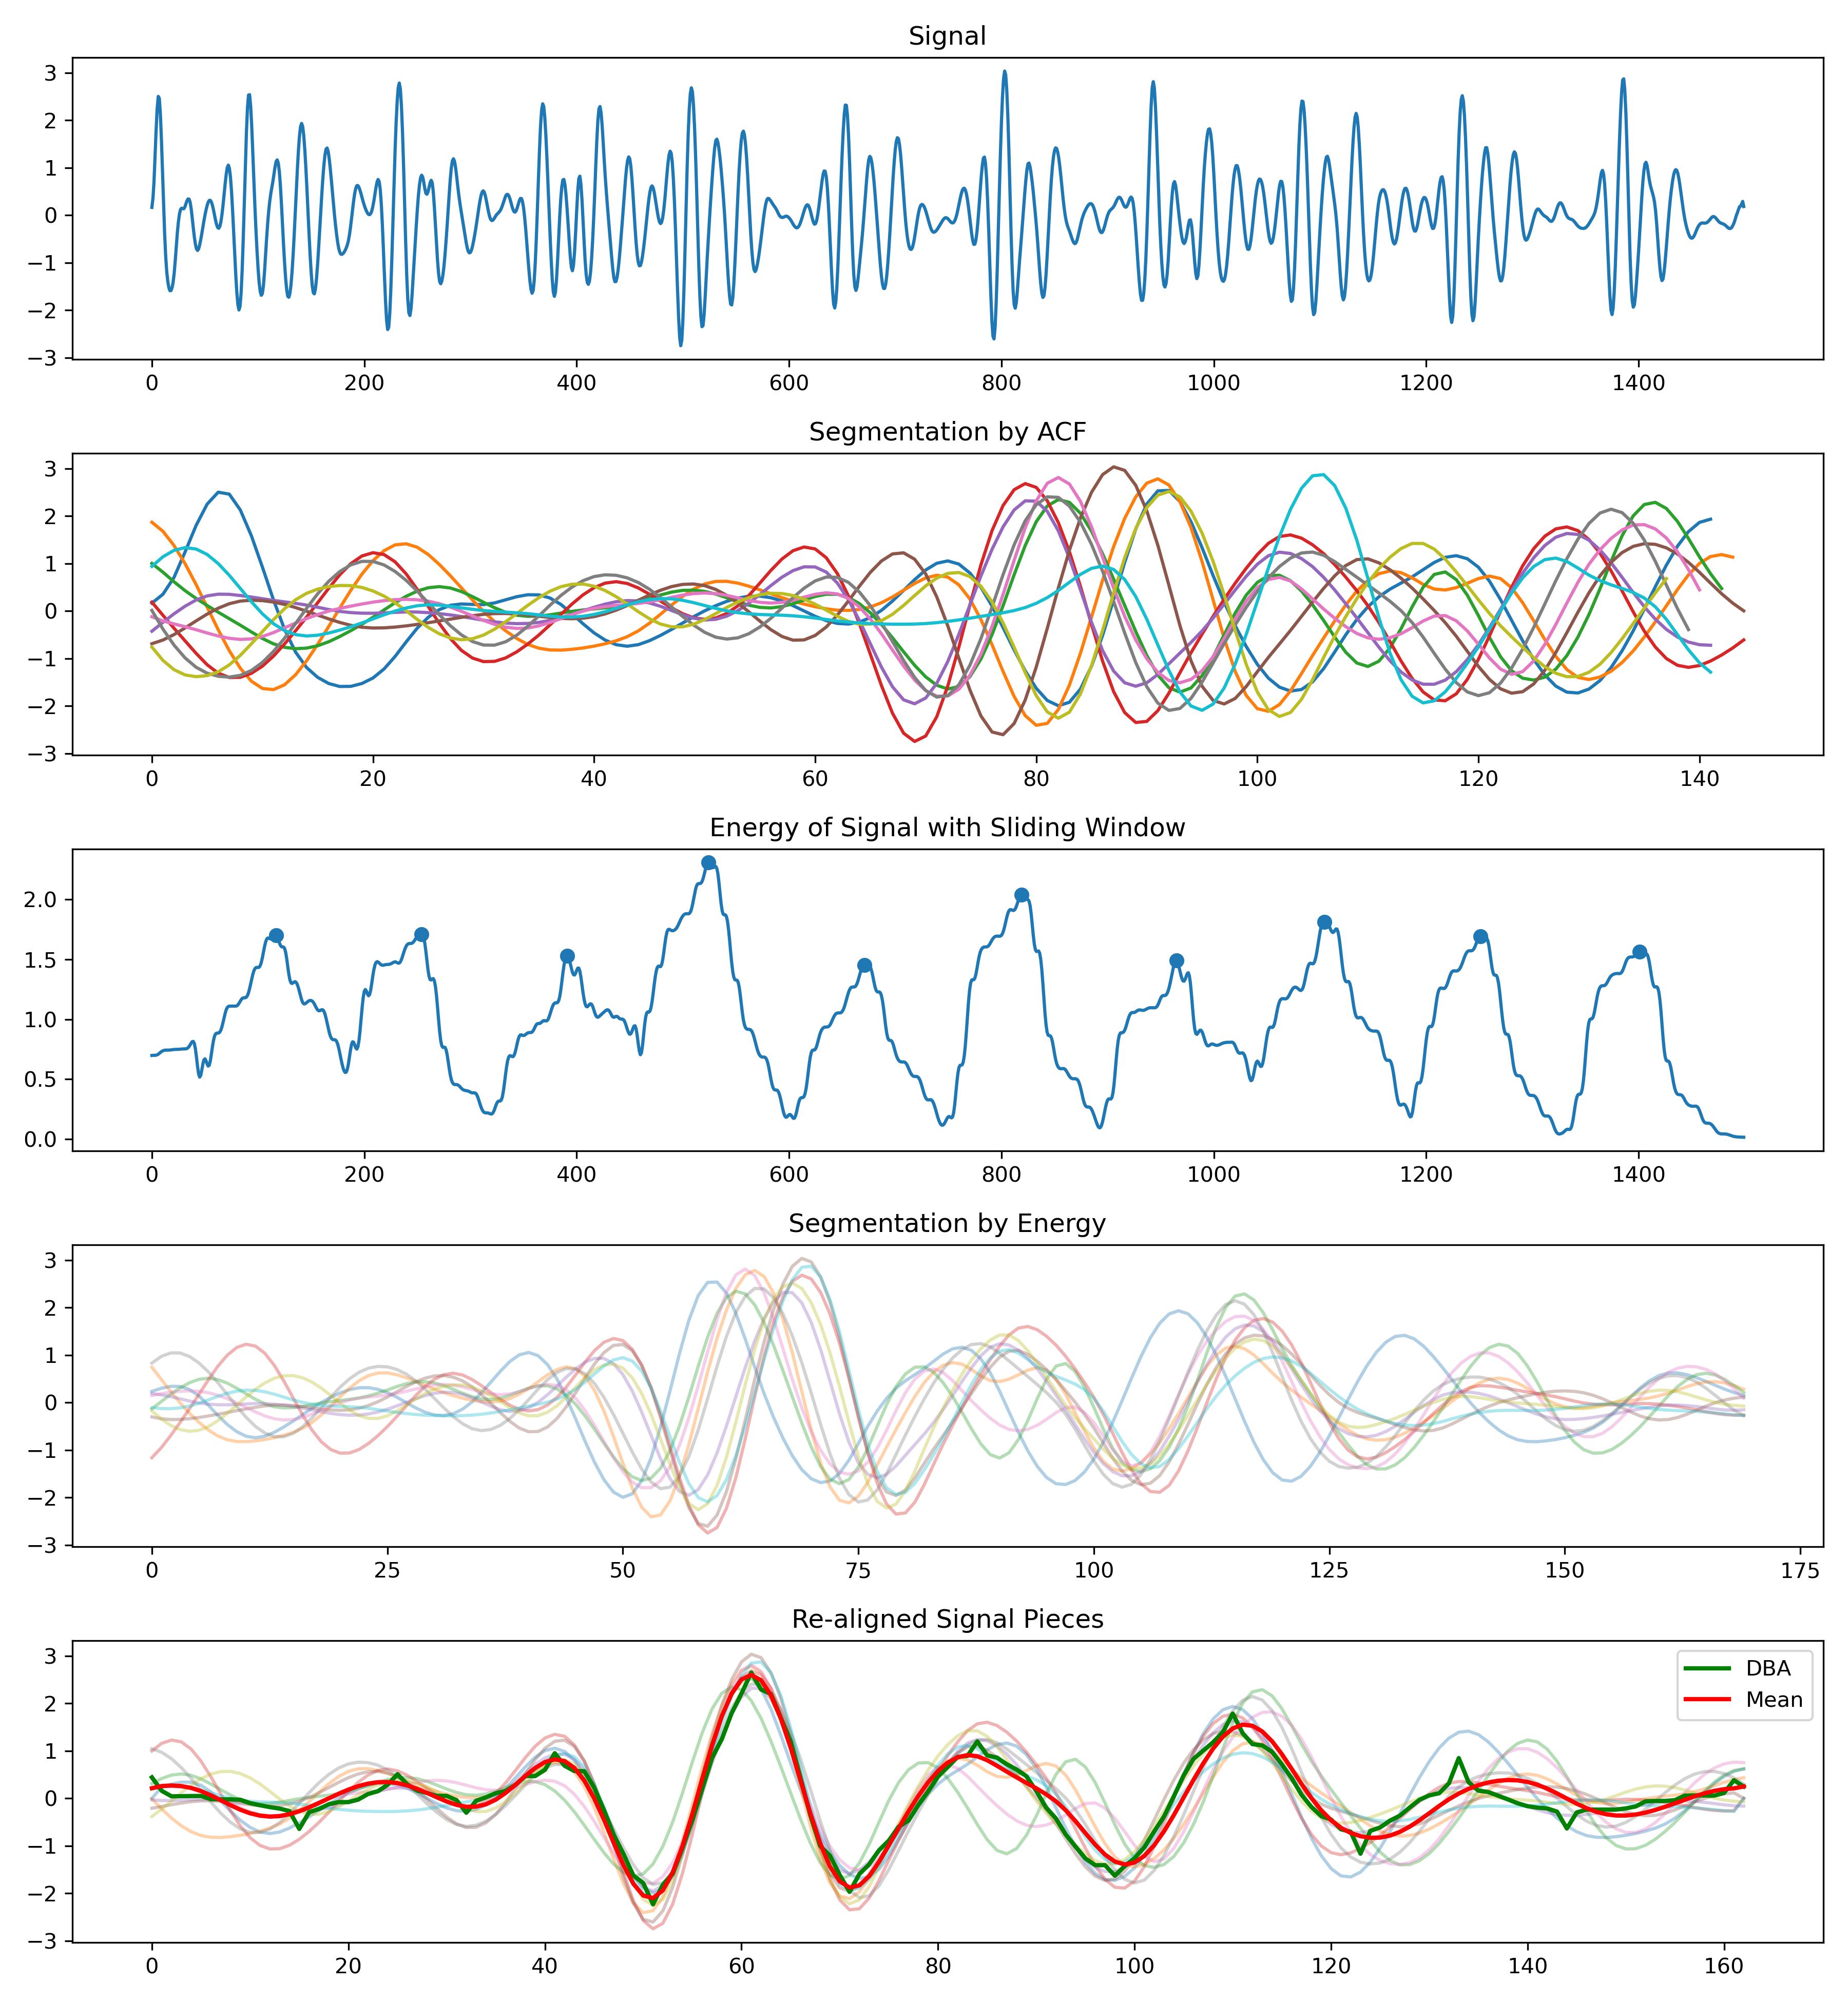 Signal
3
2
1
0
−1
−2
−3
0 200 400 600 800 1000 1200 1400
Segmentation by ACF
3
2
1
0
−1
−2
−3
0 20 40 60 80 100 120 140
Energy of Signal with Sliding Window
2.0
1.5
1.0
0.5
0.0
0 200 400 600 800 1000 1200 1400
Segmentation by Energy
3
2
1
0
−1
−2
−3
0 25 50 75 100 125 150 175
Re-aligned Signal Pieces
3
2
1
0
−1
−2
−3
DBA
Mean
0 20 40 60 80 100 120 140 160